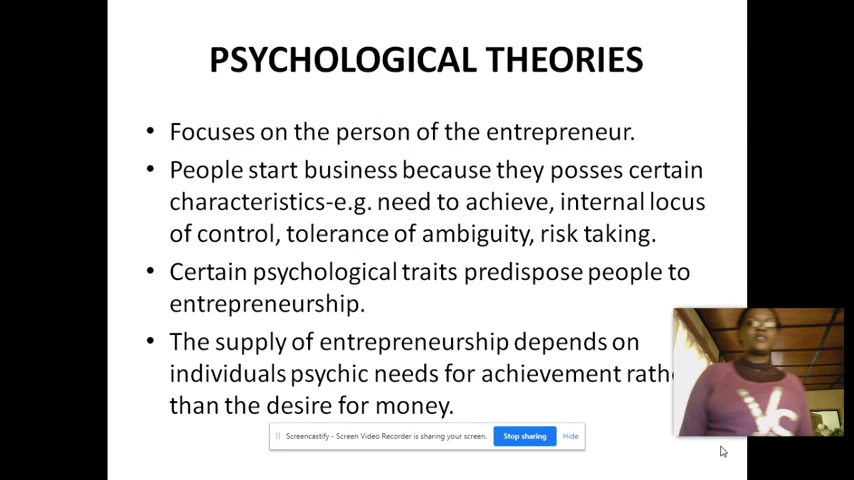 PSYCHOLOGICAL THEORIES
• Focuses on the person of the entrepreneur.
• People start business because they posses certain
characteristics-e.g. need to achieve, internal locus
of control, tolerance of ambiguity, risk taking.
• Certain psychological traits predispose people to
entrepreneurship.
• The supply of entrepreneurship depends on
individuals psychic needs for achievement
than the desire for money.
Screencastify - Screen Video Recorder is sharing your screen. Stop sharing Hide